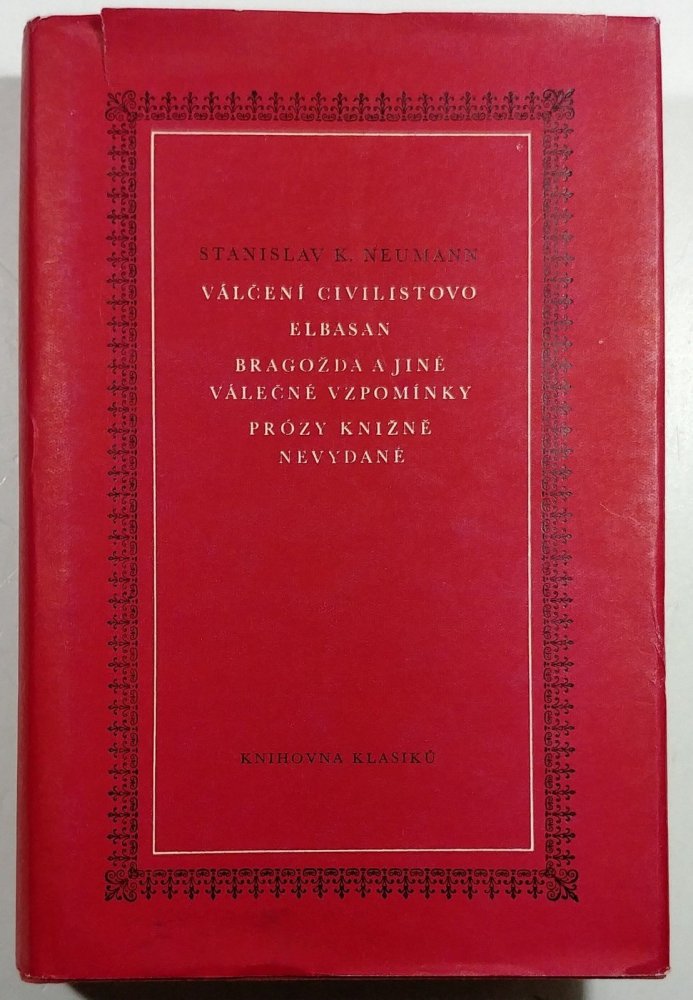 STANISLAV K. NEUMANN
VÁLČENÍ CIVILISTOVO
ELBASAN
BRAGOŽDA A JINÉ
VÁLEČNÉ VZPOMÍNKY
PRÓZY KNIŽNĚ
NEVYDANÉ
KNIHOVNA KLASIKŮ